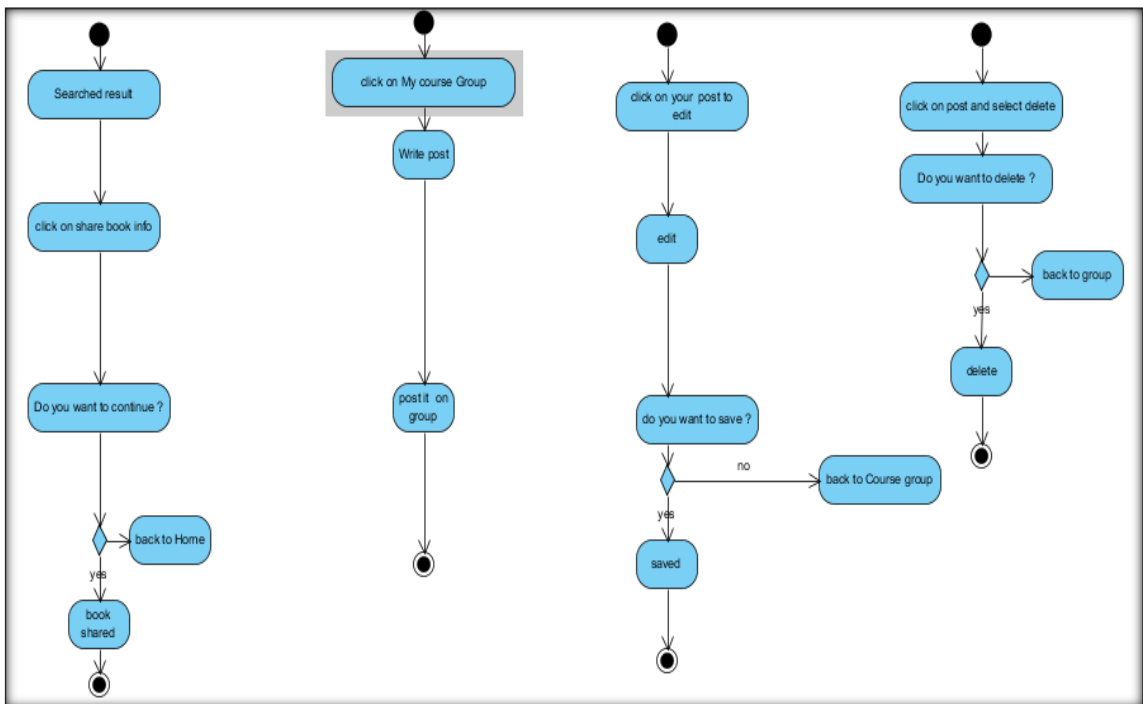 Searched result
click on share book info
Do you want to continue ?
back to Home
yes
book
shared
click on My course Group
Write post
post it on
group
click on your post to
edit
edit
do you want to save ?
no
back to Course group
yes
saved
click on post and select delete
Do you want to delete ?
back to group
yes
delete